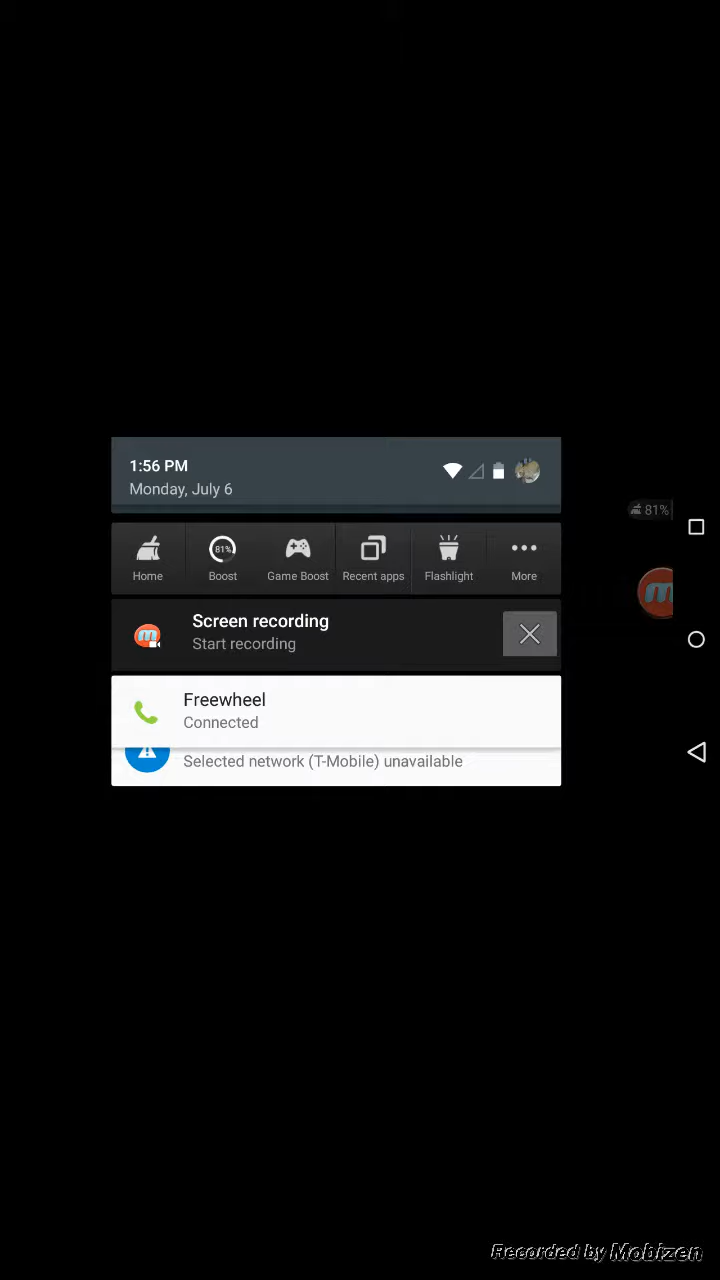 1:56 PM
Monday, July 6
81%
Home
Boost
Game Boost
Recent apps
Flashlight
More
81%
m
Screen recording
Start recording
m
Freewheel
Connected
Selected network (T-Mobile) unavailable
Recorded by Mobizen